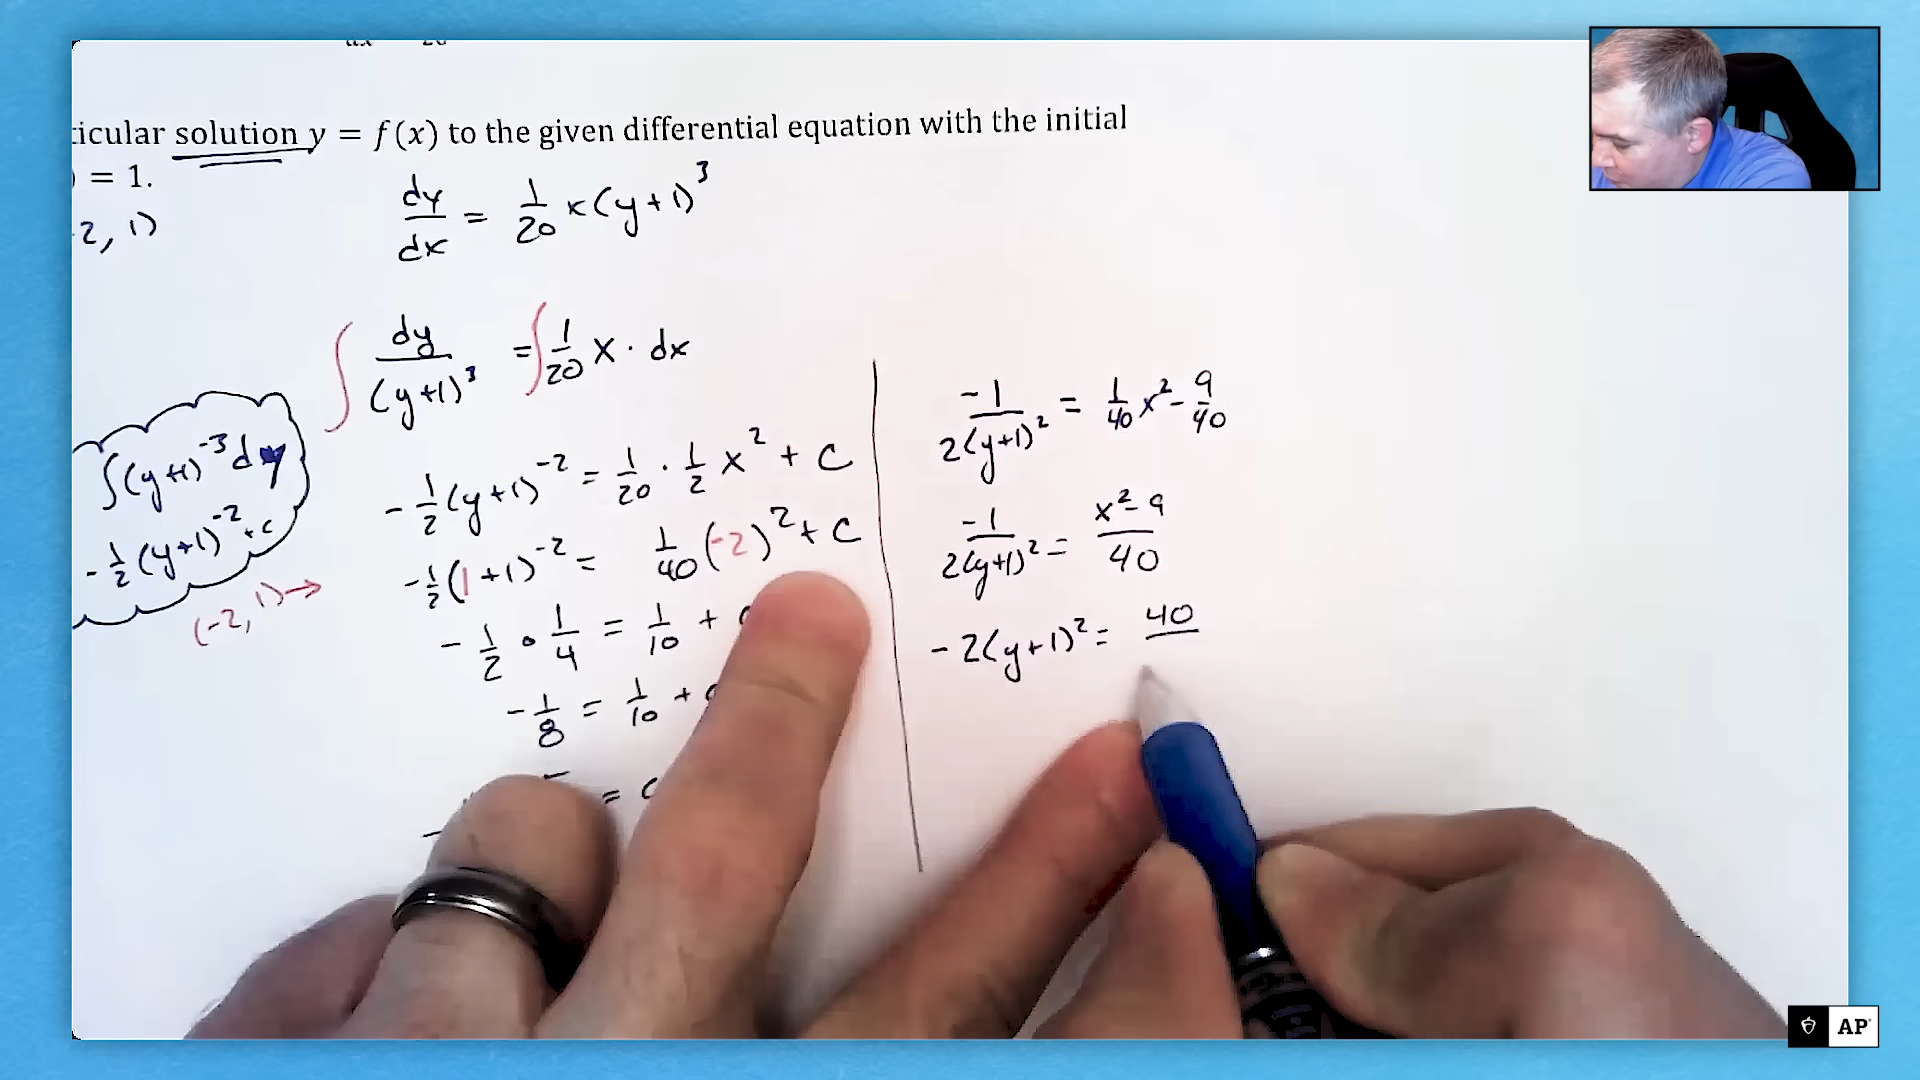 ticular solution y = f(x) to the given differential equation with the initial
) = 1.
2, 1)
dy/dx = 1/20 x(y+1)³
∫ dy/(y+1)³ = ∫ 1/20 x · dx
∫(y+1)⁻³ dy
-1/2 (y+1)⁻² + c
(-2, 1) →
-1/2 (y+1)⁻² = 1/20 · 1/2 x² + C
-1/2 (1+1)⁻² = 1/40 (-2)² + C
-1/2 · 1/4 = 1/10 +
-1/8 = 1/10 +
= C
-1/2(y+1)² = 1/40 x² - 9/40
-1/2(y+1)² = x² - 9/40
-2(y+1)² = 40
AP